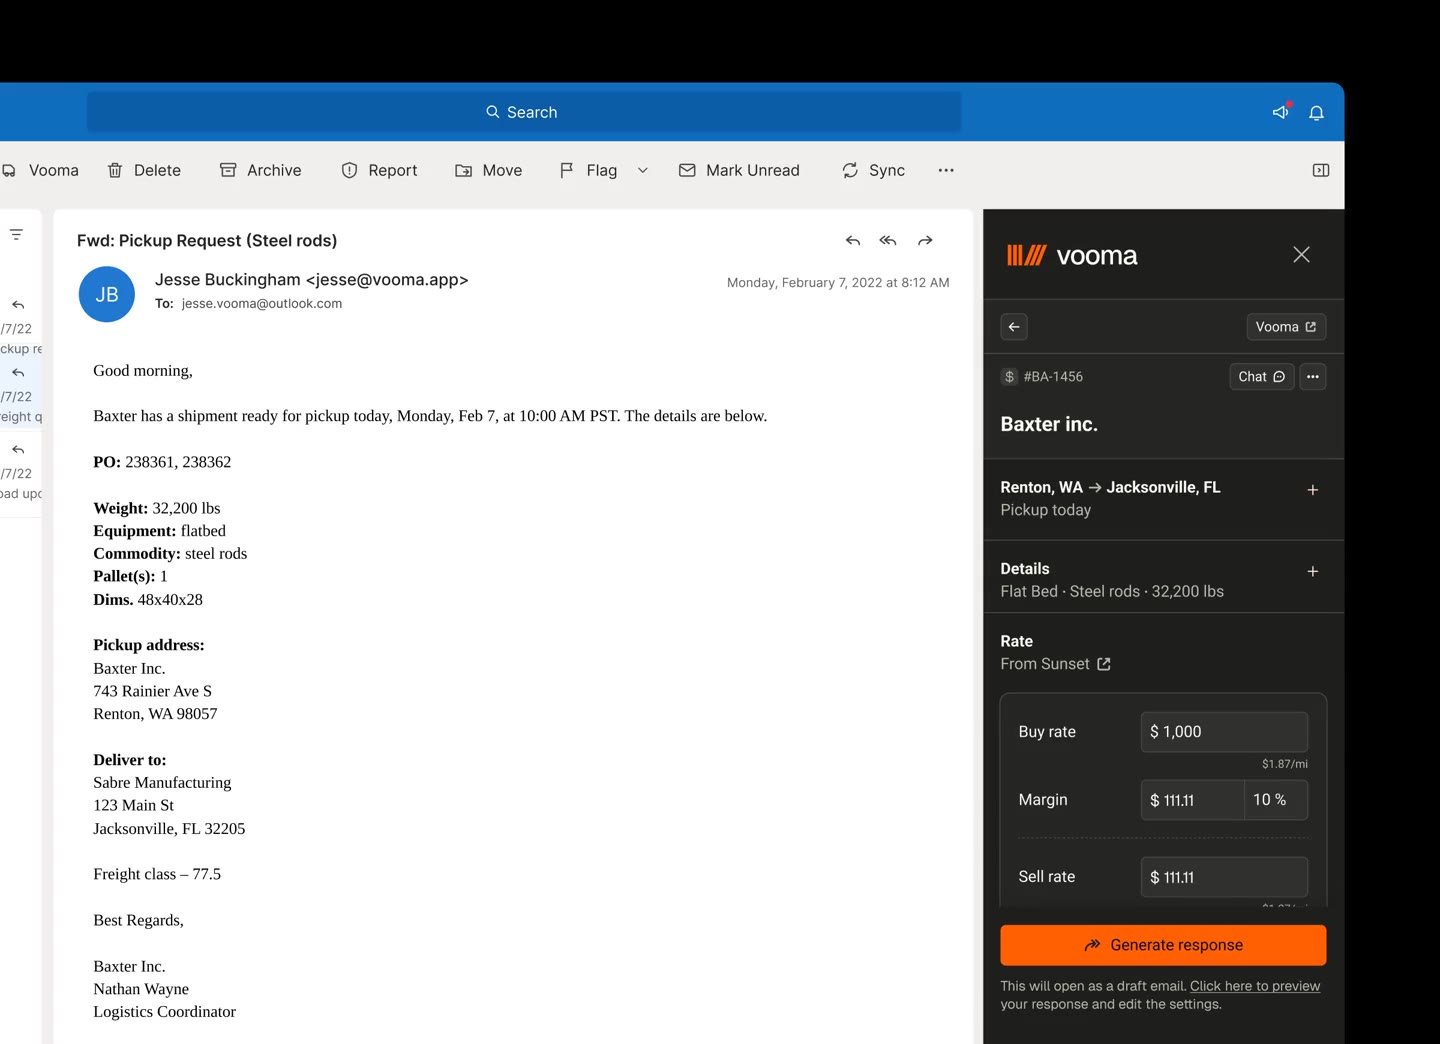 Search
Vooma
Delete
Archive
Report
Move
Flag
Mark Unread
Sync
Fwd: Pickup Request (Steel rods)
JB
Jesse Buckingham <jesse@vooma.app>
To: jesse.vooma@outlook.com
Monday, February 7, 2022 at 8:12 AM
/7/22
ckup re
/7/22
reight q
/7/22
oad upd
Good morning,
Baxter has a shipment ready for pickup today, Monday, Feb 7, at 10:00 AM PST. The details are below.
PO: 238361, 238362
Weight: 32,200 lbs
Equipment: flatbed
Commodity: steel rods
Pallet(s): 1
Dims. 48x40x28
Pickup address:
Baxter Inc.
743 Rainier Ave S
Renton, WA 98057
Deliver to:
Sabre Manufacturing
123 Main St
Jacksonville, FL 32205
Freight class – 77.5
Best Regards,
Baxter Inc.
Nathan Wayne
Logistics Coordinator
vooma
Vooma
$ #BA-1456
Chat
Baxter inc.
Renton, WA → Jacksonville, FL
Pickup today
Details
Flat Bed · Steel rods · 32,200 lbs
Rate
From Sunset
Buy rate
$ 1,000
$1.87/mi
Margin
$ 111.11
10 %
Sell rate
$ 111.11
Generate response
This will open as a draft email. Click here to preview
your response and edit the settings.